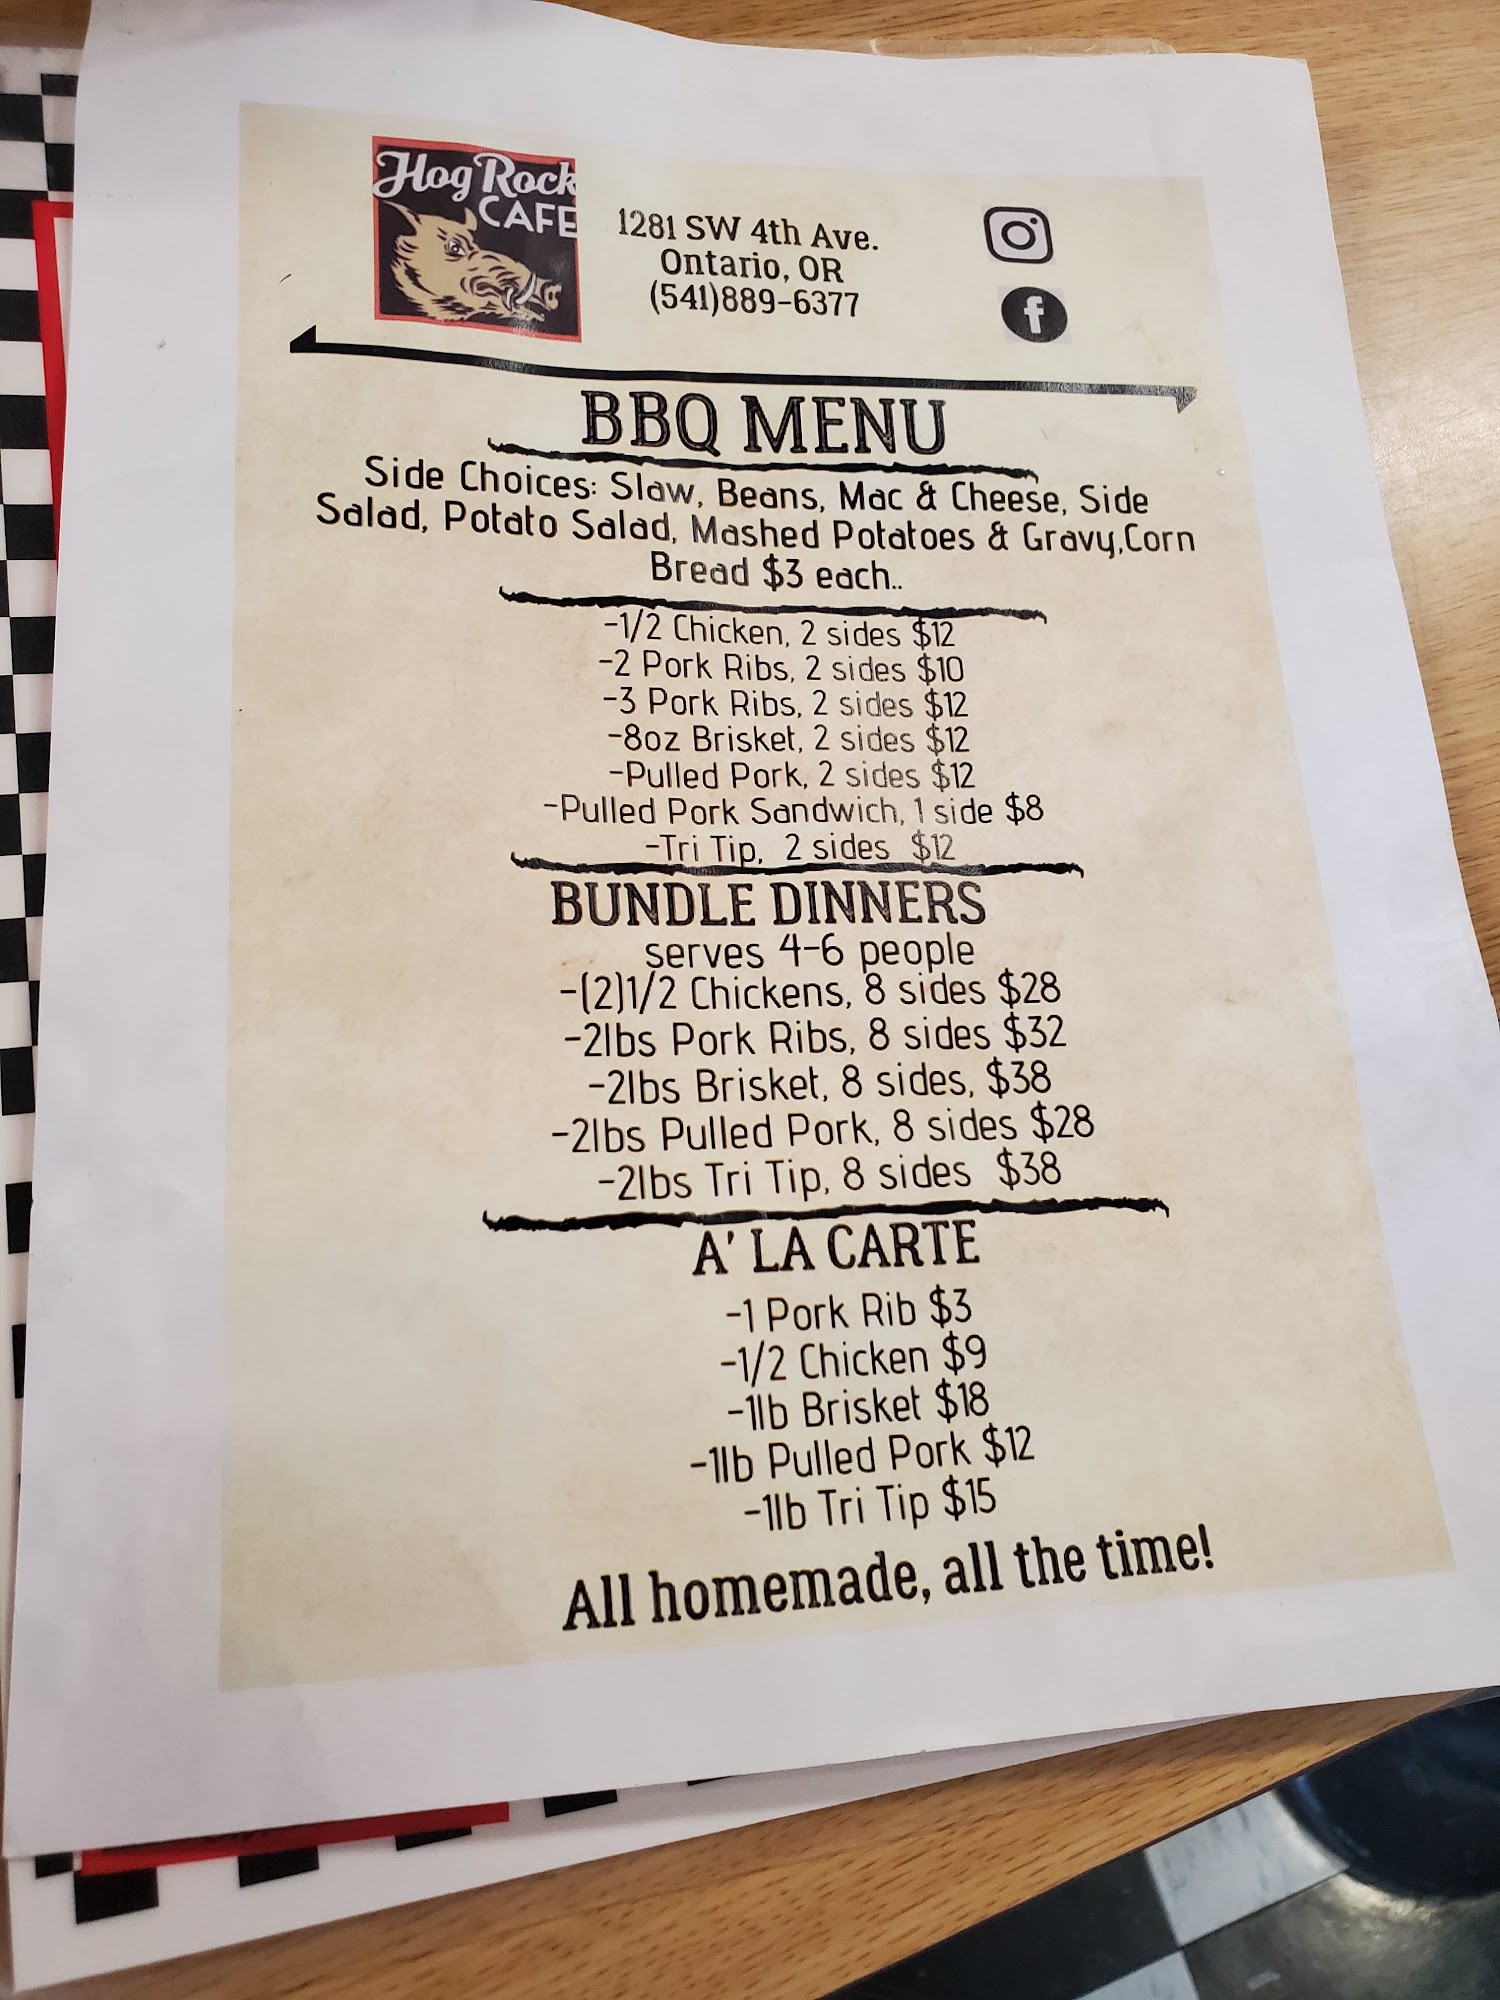 Hog Rock
CAFE
1281 SW 4th Ave.
Ontario, OR
(541)889-6377
BBQ MENU
Side Choices: Slaw, Beans, Mac & Cheese, Side
Salad, Potato Salad, Mashed Potatoes & Gravy,Corn
Bread $3 each..
-1/2 Chicken, 2 sides $12
-2 Pork Ribs, 2 sides $10
-3 Pork Ribs, 2 sides $12
-8oz Brisket, 2 sides $12
-Pulled Pork, 2 sides $12
-Pulled Pork Sandwich, 1 side $8
-Tri Tip, 2 sides $12
BUNDLE DINNERS
serves 4-6 people
-(2)1/2 Chickens, 8 sides $28
-2lbs Pork Ribs, 8 sides $32
-2lbs Brisket, 8 sides, $38
-2lbs Pulled Pork, 8 sides $28
-2lbs Tri Tip, 8 sides $38
A' LA CARTE
-1 Pork Rib $3
-1/2 Chicken $9
-1lb Brisket $18
-1lb Pulled Pork $12
-1lb Tri Tip $15
All homemade, all the time!